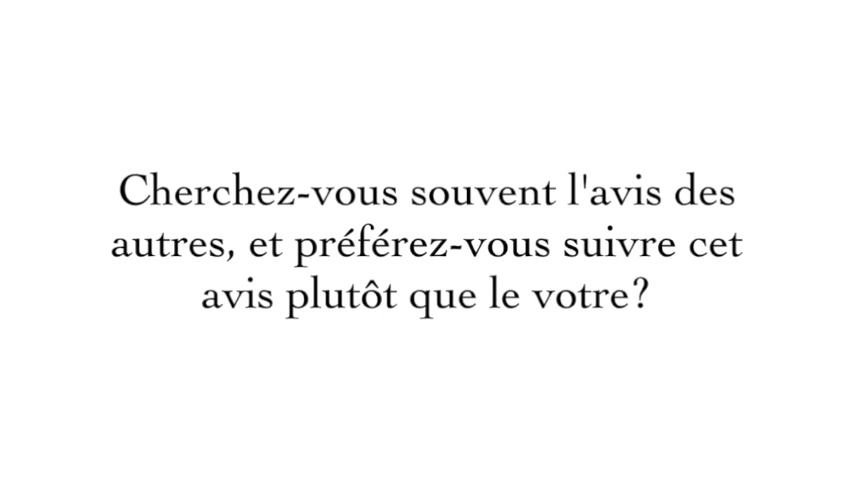 Cherchez-vous souvent l'avis des
autres, et préférez-vous suivre cet
avis plutôt que le votre?